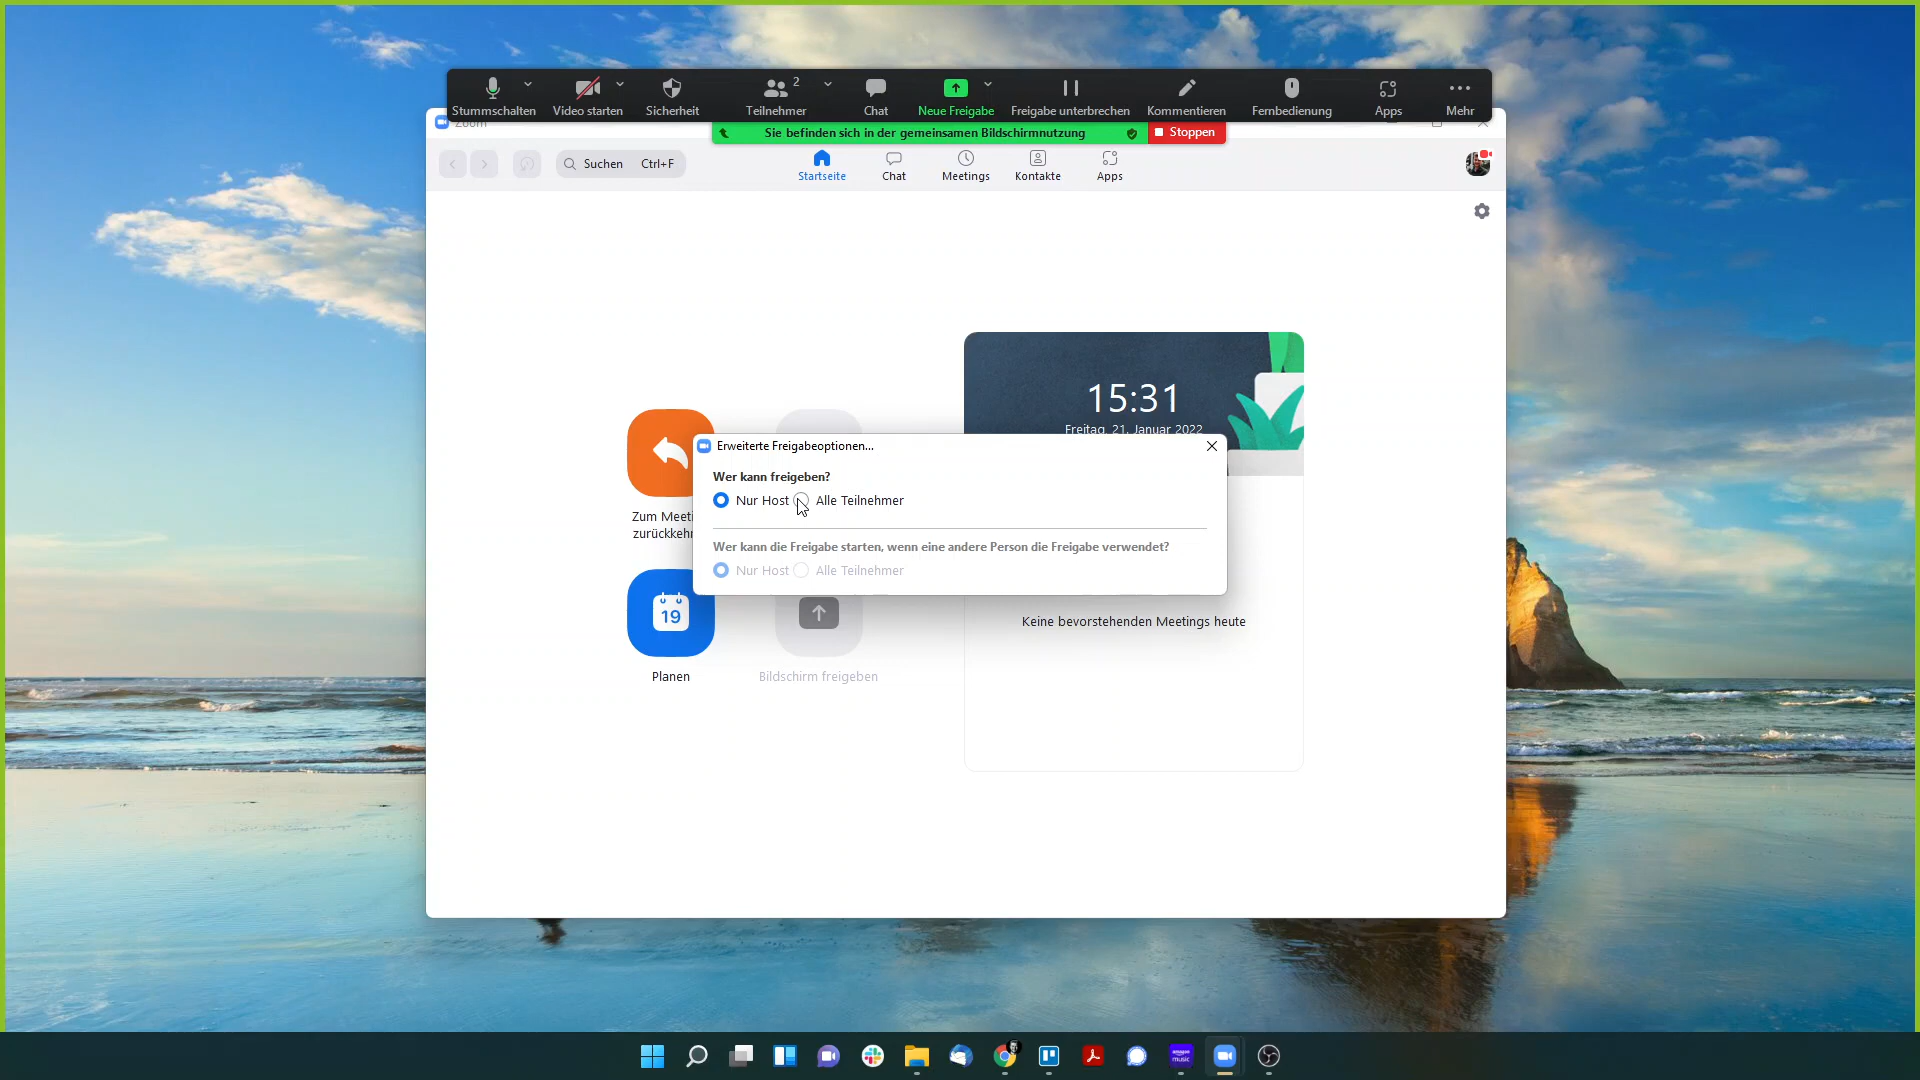 2
Stummschalten Video starten Sicherheit Teilnehmer Chat Neue Freigabe Freigabe unterbrechen Kommentieren Fernbedienung Apps Mehr
Zoom
Sie befinden sich in der gemeinsamen Bildschirmnutzung Stoppen
Suchen Ctrl+F
Startseite Chat Meetings Kontakte Apps
15:31
Freitag, 21. Januar 2022
Erweiterte Freigabeoptionen...
Wer kann freigeben?
Nur Host Alle Teilnehmer
Zum Meeti
zurückkehr
Wer kann die Freigabe starten, wenn eine andere Person die Freigabe verwendet?
Nur Host Alle Teilnehmer
19
Keine bevorstehenden Meetings heute
Planen Bildschirm freigeben
amazon
music